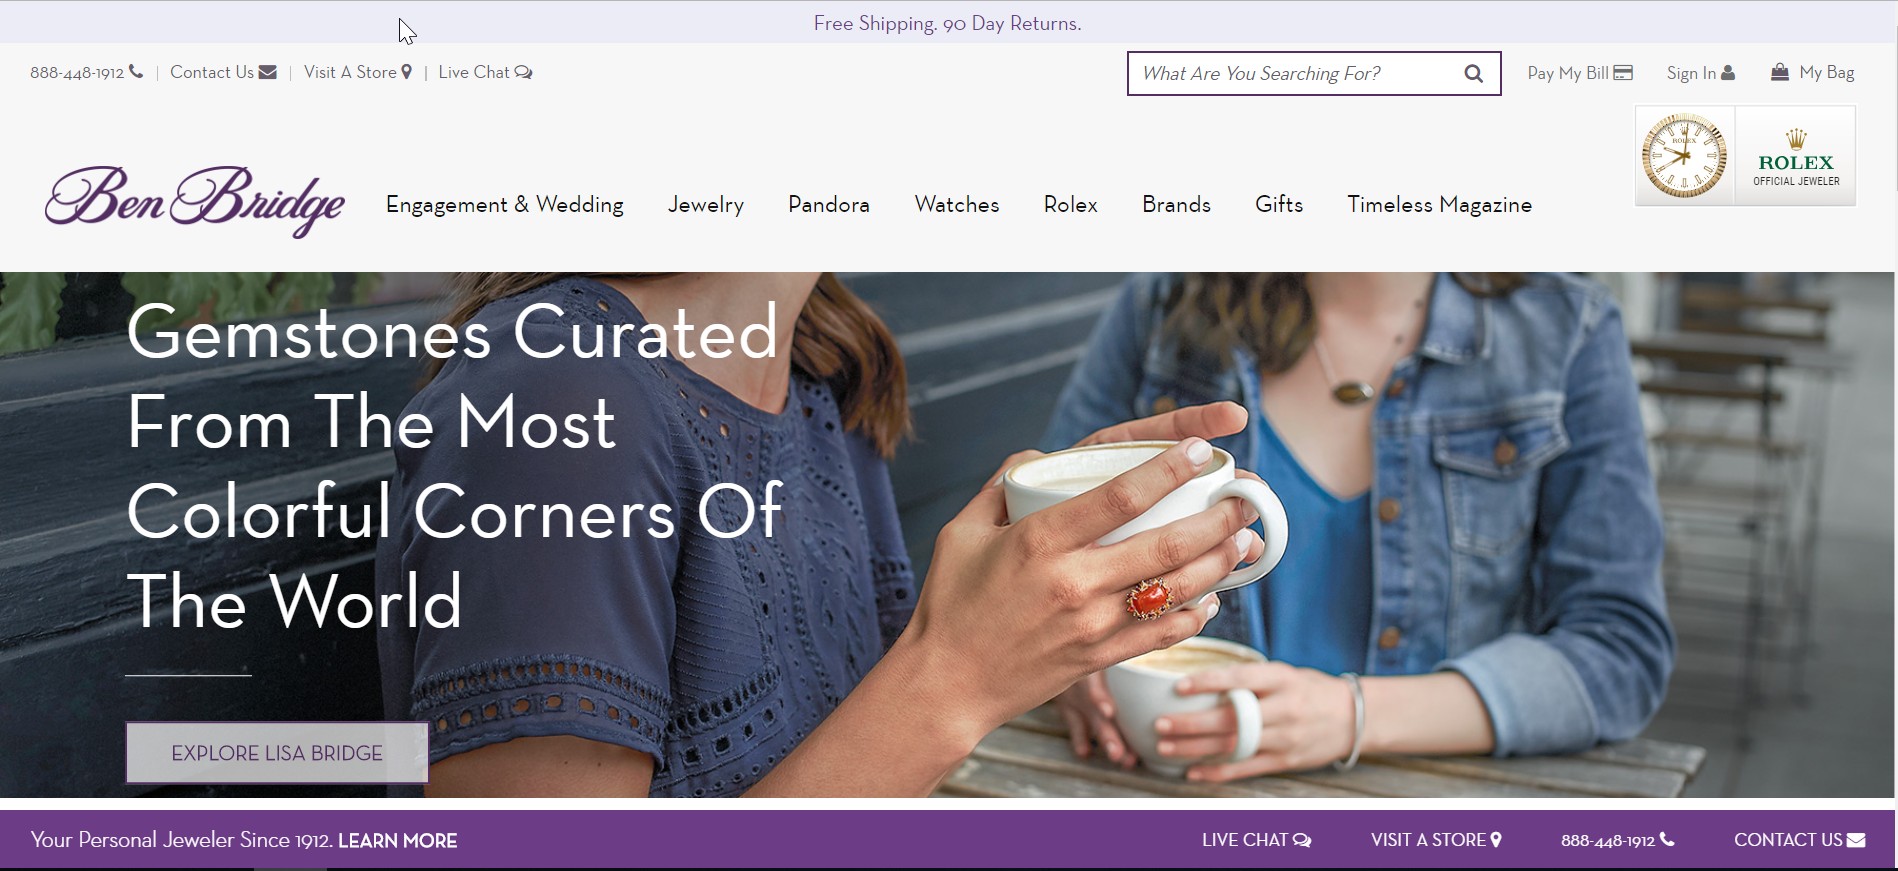 Free Shipping. 90 Day Returns.
888-448-1912 | Contact Us | Visit A Store | Live Chat
What Are You Searching For?
Pay My Bill
Sign In
My Bag
ROLEX
ROLEX
OFFICIAL JEWELER
Ben Bridge
Engagement & Wedding Jewelry Pandora Watches Rolex Brands Gifts Timeless Magazine
Gemstones Curated
From The Most
Colorful Corners Of
The World
EXPLORE LISA BRIDGE
Your Personal Jeweler Since 1912. LEARN MORE
LIVE CHAT
VISIT A STORE
888-448-1912
CONTACT US